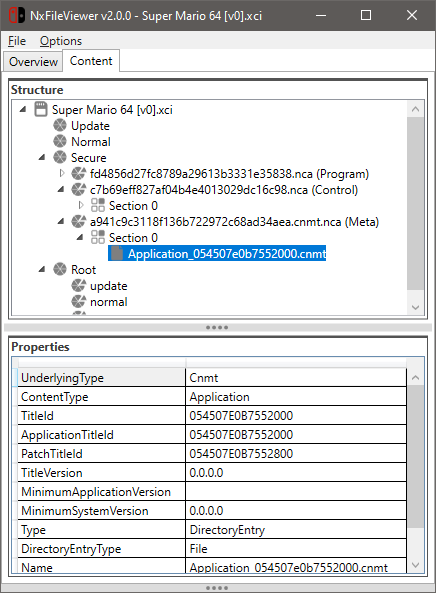 NxFileViewer v2.0.0 - Super Mario 64 [v0].xci
File Options
Overview Content
Structure
Super Mario 64 [v0].xci
Update
Normal
Secure
fd4856d27fc8789a29613b3331e35838.nca (Program)
c7b69eff827af04b4e4013029dc16c98.nca (Control)
Section 0
a941c9c3118f136b722972c68ad34aea.cnmt.nca (Meta)
Section 0
Application_054507e0b7552000.cnmt
Root
update
normal
Properties
UnderlyingType Cnmt
ContentType Application
TitleId 054507E0B7552000
ApplicationTitleId 054507E0B7552000
PatchTitleId 054507E0B7552800
TitleVersion 0.0.0.0
MinimumApplicationVersion
MinimumSystemVersion 0.0.0.0
Type DirectoryEntry
DirectoryEntryType File
Name Application_054507e0b7552000.cnmt